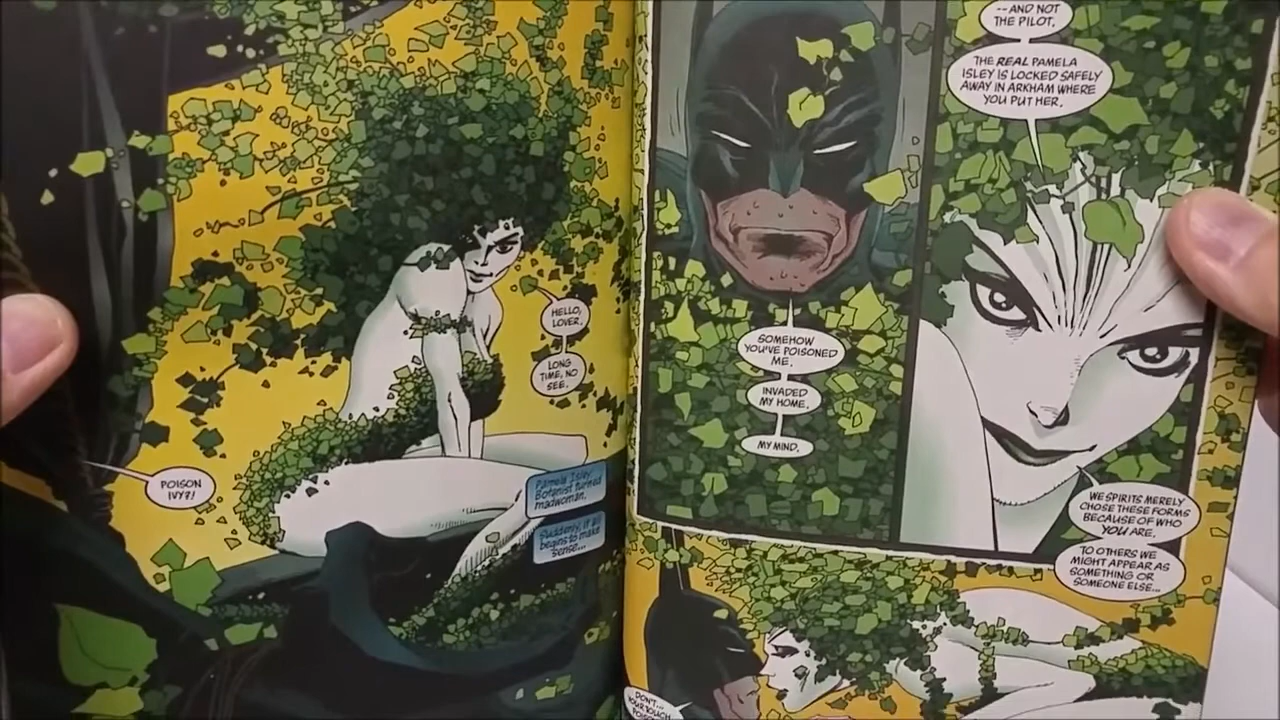 HELLO,
LOVER.
LONG
TIME, NO
SEE.
POISON
IVY?!
Pamela Isley.
Botanist turned
madwoman.
Suddenly, it all
begins to make
sense...
SOMEHOW
YOU'VE POISONED
ME.
INVADED
MY HOME.
MY MIND.
--AND NOT
THE PILOT.
THE REAL PAMELA
ISLEY IS LOCKED SAFELY
AWAY IN ARKHAM WHERE
YOU PUT HER.
WE SPIRITS MERELY
CHOSE THESE FORMS
BECAUSE OF WHO
YOU ARE.
TO OTHERS WE
MIGHT APPEAR AS
SOMETHING OR
SOMEONE ELSE...
DON'T...
YOUR TOUCH